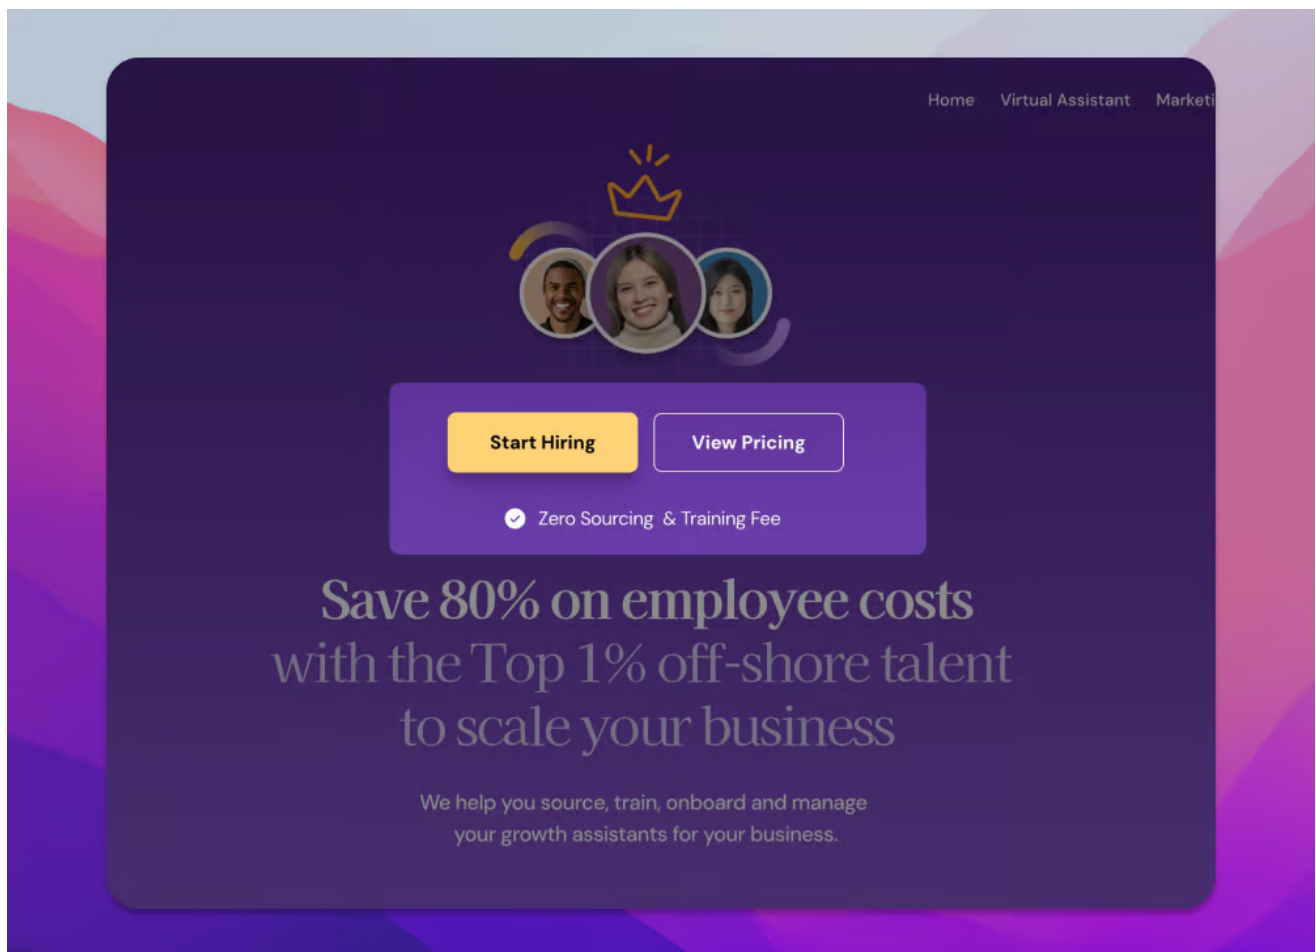 Home Virtual Assistant Marketi
Start Hiring View Pricing
Zero Sourcing & Training Fee
Save 80% on employee costs
with the Top 1% off-shore talent
to scale your business
We help you source, train, onboard and manage
your growth assistants for your business.